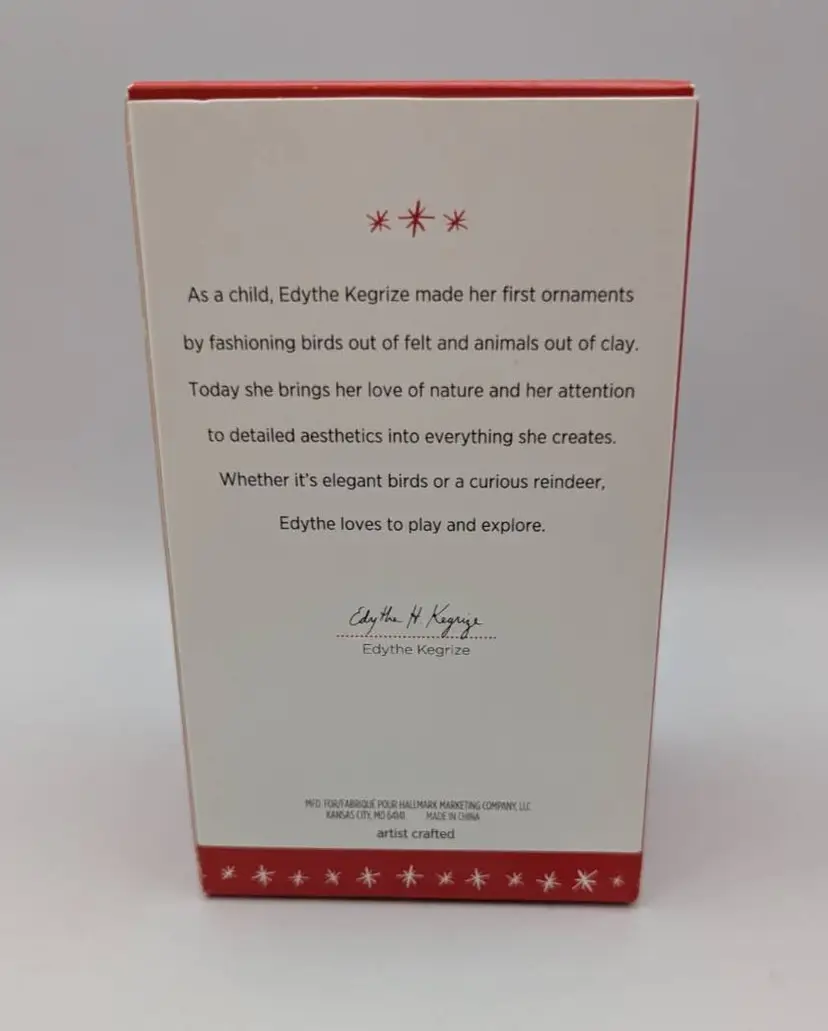 As a child, Edythe Kegrize made her first ornaments
by fashioning birds out of felt and animals out of clay.
Today she brings her love of nature and her attention
to detailed aesthetics into everything she creates.
Whether it's elegant birds or a curious reindeer,
Edythe loves to play and explore.
Edythe H. Kegrize
Edythe Kegrize
MFD. FOR/FABRIQUÉ POUR HALLMARK MARKETING COMPANY, LLC
KANSAS CITY, MO 64141 MADE IN CHINA
artist crafted